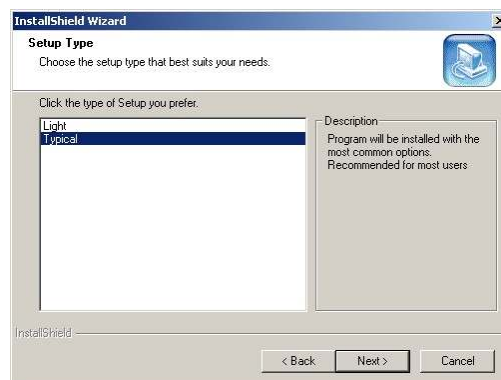 InstallShield Wizard
Setup Type
Choose the setup type that best suits your needs.
Click the type of Setup you prefer.
Light
Typical
Description
Program will be installed with the
most common options.
Recommended for most users
InstallShield
< Back
Next >
Cancel